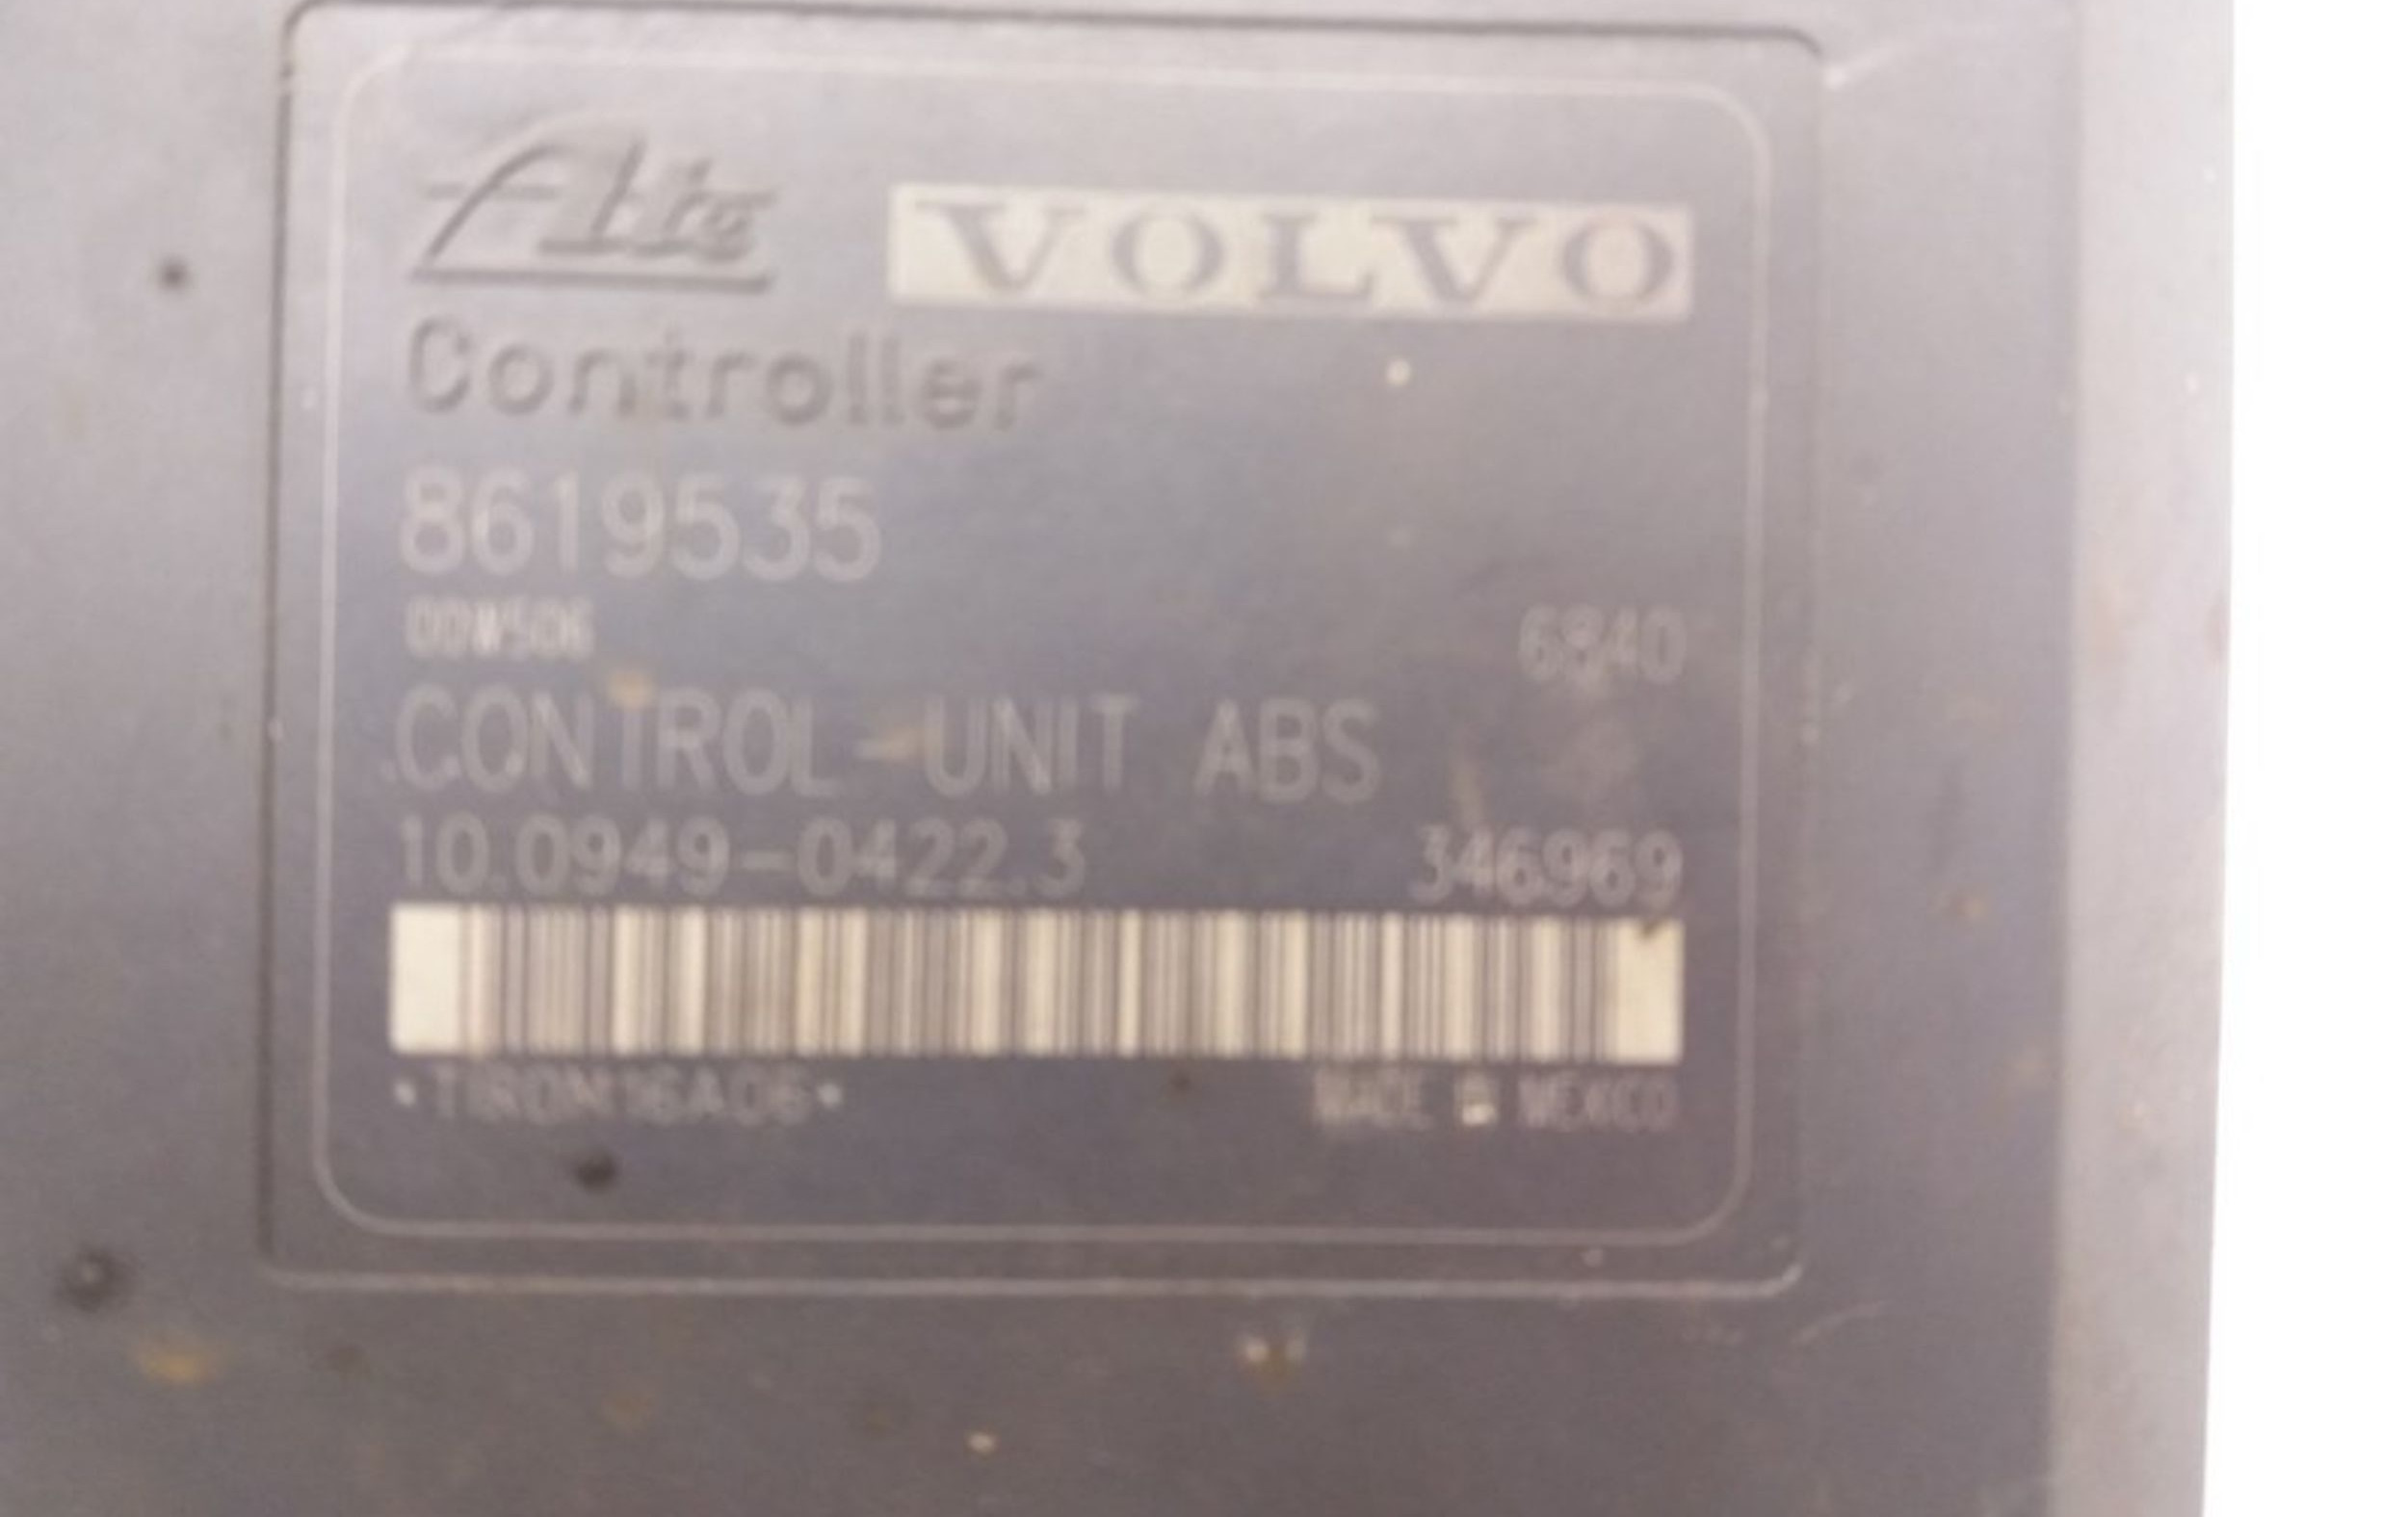 Ate VOLVO
Controller
8619535
00W506 6840
CONTROL-UNIT ABS
10.0949-0422.3 346969
MADE IN MEXICO